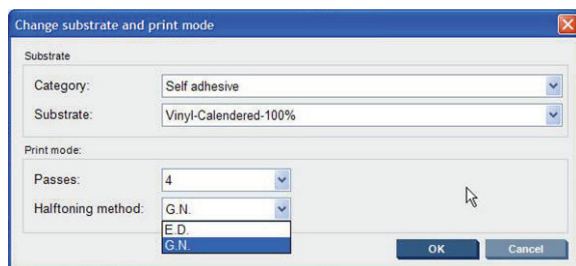 Change substrate and print mode
Substrate
Category: Self adhesive
Substrate: Vinyl-Calendered-100%
Print mode:
Passes: 4
Halftoning method: G.N.
E.D.
G.N.
OK Cancel